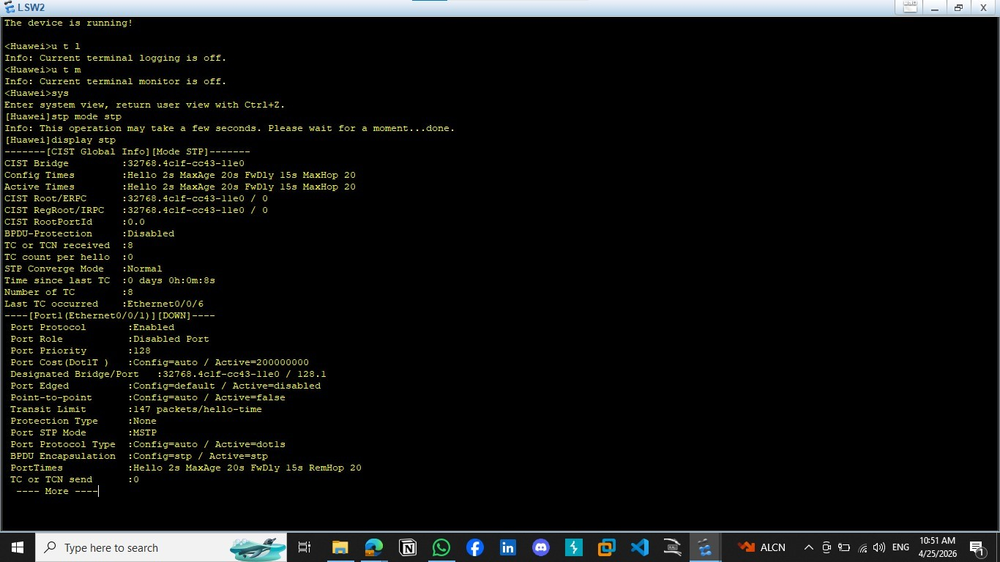 LSW2
The device is running!
<Huawei>u t l
Info: Current terminal logging is off.
<Huawei>u t m
Info: Current terminal monitor is off.
<Huawei>sys
Enter system view, return user view with Ctrl+Z.
[Huawei]stp mode stp
Info: This operation may take a few seconds. Please wait for a moment...done.
[Huawei]display stp
-------[CIST Global Info][Mode STP]-------
CIST Bridge         :32768.4c1f-cc43-11e0
Config Times        :Hello 2s MaxAge 20s FwDly 15s MaxHop 20
Active Times        :Hello 2s MaxAge 20s FwDly 15s MaxHop 20
CIST Root/ERPC      :32768.4c1f-cc43-11e0 / 0
CIST RegRoot/IRPC   :32768.4c1f-cc43-11e0 / 0
CIST RootPortId     :0.0
BPDU-Protection     :Disabled
TC or TCN received  :8
TC count per hello  :0
STP Converge Mode   :Normal
Time since last TC  :0 days 0h:0m:8s
Number of TC        :8
Last TC occurred    :Ethernet0/0/6
----[Port1(Ethernet0/0/1)][DOWN]----
 Port Protocol       :Enabled
 Port Role           :Disabled Port
 Port Priority       :128
 Port Cost(Dot1T )   :Config=auto / Active=200000000
 Designated Bridge/Port   :32768.4c1f-cc43-11e0 / 128.1
 Port Edged          :Config=default / Active=disabled
 Point-to-point      :Config=auto / Active=false
 Transit Limit       :147 packets/hello-time
 Protection Type     :None
 Port STP Mode       :MSTP
 Port Protocol Type  :Config=auto / Active=dot1s
 BPDU Encapsulation  :Config=stp / Active=stp
 PortTimes           :Hello 2s MaxAge 20s FwDly 15s RemHop 20
 TC or TCN send      :0
  ---- More ----
Type here to search
ALCN
ENG
10:51 AM
4/25/2026
1